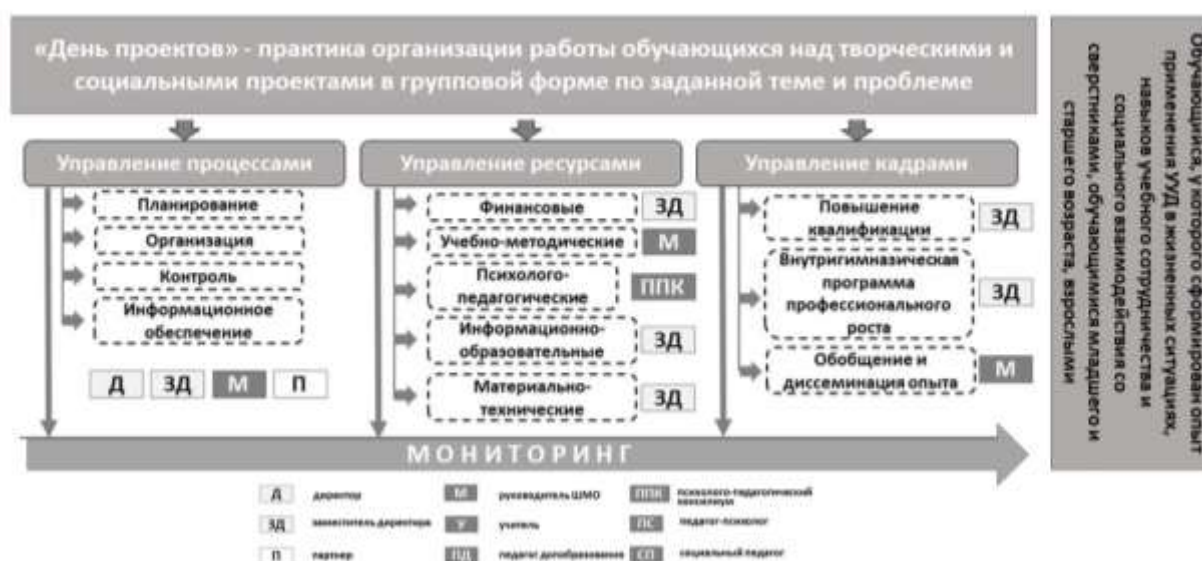 «День проектов» - практика организации работы обучающихся над творческими и
социальными проектами в групповой форме по заданной теме и проблеме
Управление процессами
Планирование
Организация
Контроль
Информационное
обеспечение
Д ЗД М П
Управление ресурсами
Финансовые ЗД
Учебно-методические М
Психолого-
педагогические ППК
Информационно-
образовательные ЗД
Материально-
технические ЗД
Управление кадрами
Повышение
квалификации ЗД
Внутригимназическая
программа
профессионального
роста ЗД
Обобщение и
диссеминация опыта М
МОНИТОРИНГ
Обучающийся, у которого сформирован опыт
применения УУД в жизненных ситуациях,
навыков учебного сотрудничества и
социального взаимодействия со
сверстниками, обучающимися младшего и
старшего возраста, взрослыми
Д директор
ЗД заместитель директора
П партнер
М руководитель ШМО
У учитель
ПД педагог допобразования
ППК психолого-педагогический
консилиум
ПС педагог-психолог
СП социальный педагог